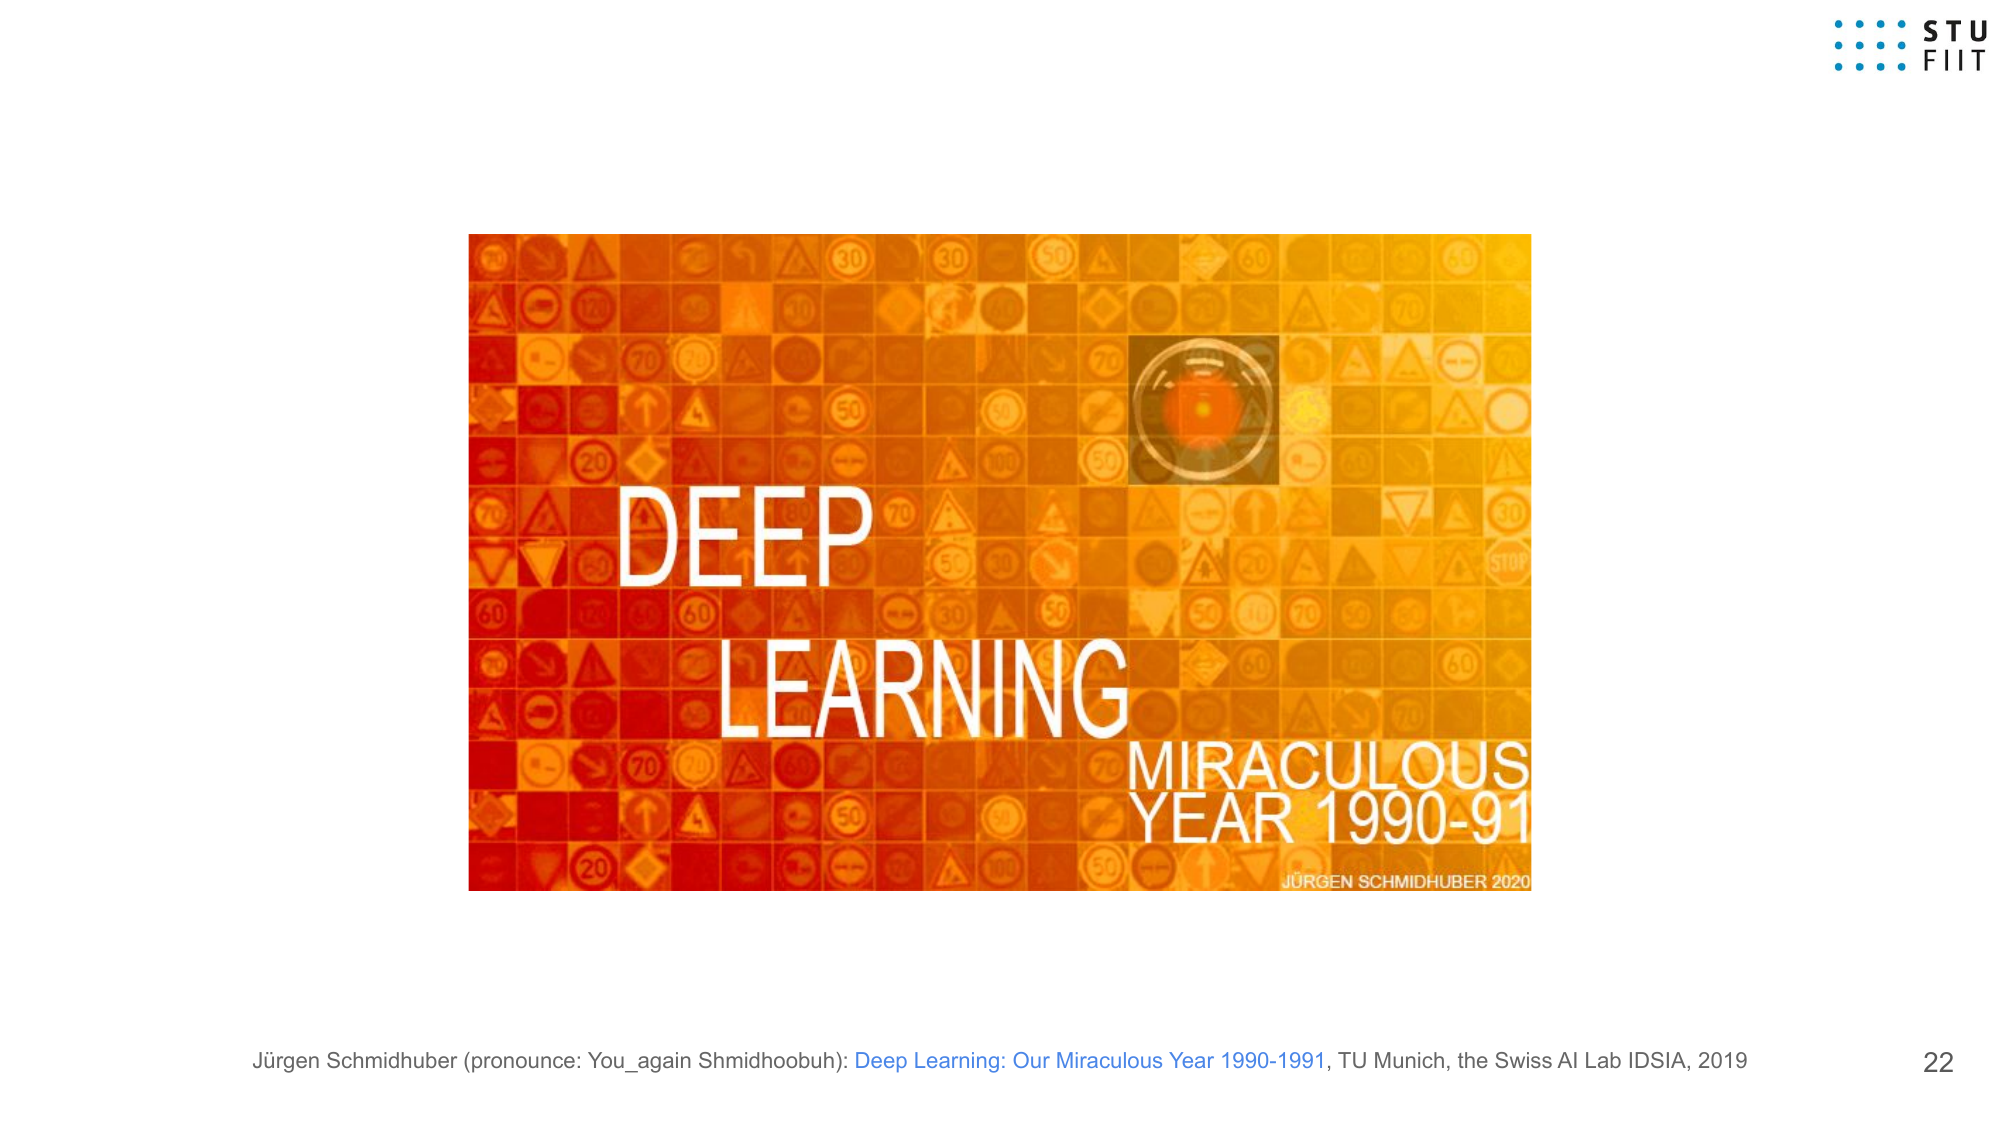 STU
FIIT
DEEP
LEARNING
MIRACULOUS
YEAR 1990-91
JÜRGEN SCHMIDHUBER 2020
Jürgen Schmidhuber (pronounce: You_again Shmidhoobuh): Deep Learning: Our Miraculous Year 1990-1991, TU Munich, the Swiss AI Lab IDSIA, 2019
22